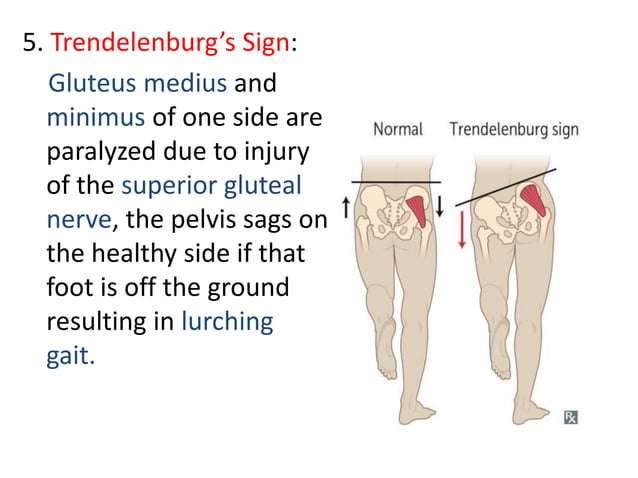 5. Trendelenburg’s Sign:
Gluteus medius and
minimus of one side are
paralyzed due to injury
of the superior gluteal
nerve, the pelvis sags on
the healthy side if that
foot is off the ground
resulting in lurching
gait.
Normal
Trendelenburg sign
℞